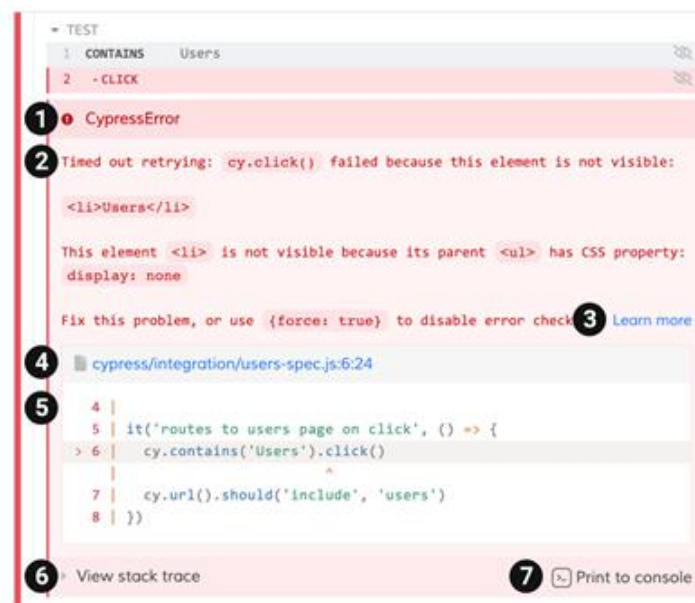 TEST
1 CONTAINS Users
2 - CLICK
1 CypressError
2 Timed out retrying: cy.click() failed because this element is not visible:
<li>Users</li>
This element <li> is not visible because its parent <ul> has CSS property:
display: none
Fix this problem, or use {force: true} to disable error check 3 Learn more
4 cypress/integration/users-spec.js:6:24
5 4 |
5 | it('routes to users page on click', () => {
> 6 | cy.contains('Users').click()
| ^
7 | cy.url().should('include', 'users')
8 | })
6 View stack trace 7 Print to console